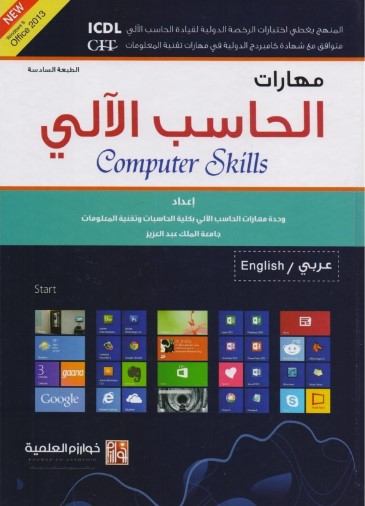 NEW
Windows 8
Office 2013
ICDL
المنهج يغطي اختبارات الرخصة الدولية لقيادة الحاسب الآلي
CIT
متوافق مع شهادة كامبردج الدولية في مهارات تقنية المعلومات
الطبعة السادسة
مهارات
الحاسب الآلي
Computer Skills
إعداد
وحدة مهارات الحاسب الآلي بكلية الحاسبات وتقنية المعلومات
جامعة الملك عبد العزيز
عربي / English
Start
3
gaana
Google
خوارزم العلمية